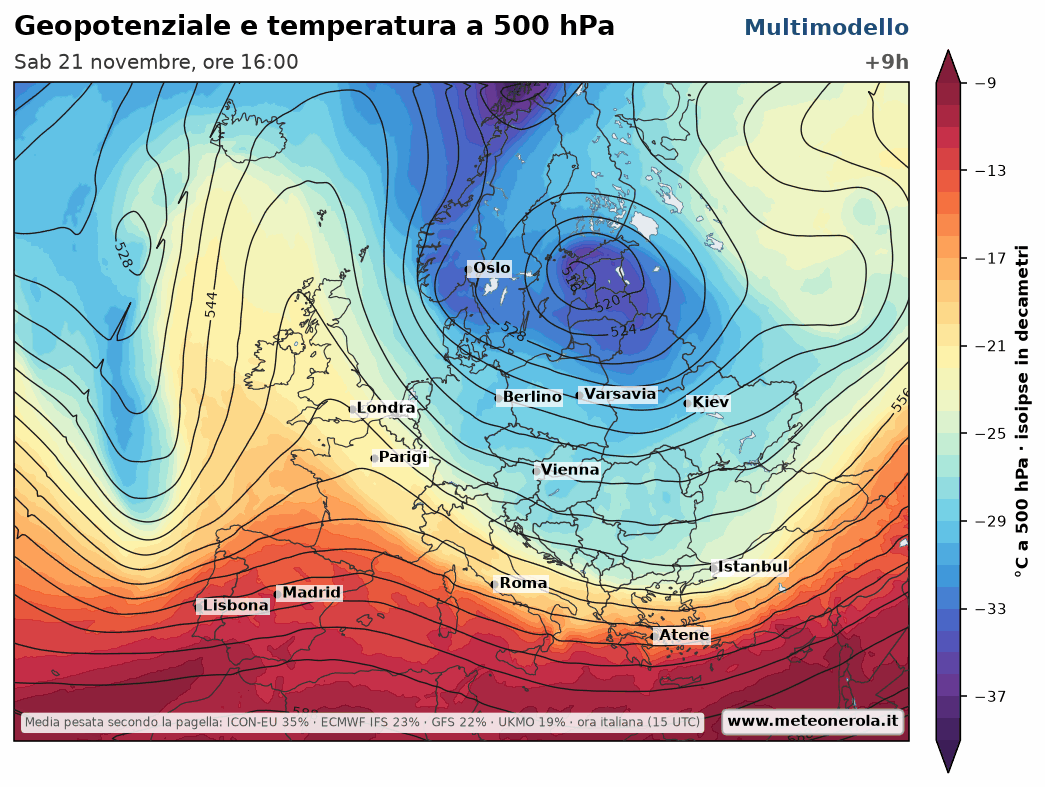 Geopotenziale e temperatura a 500 hPa
Multimodello
Sab 21 novembre, ore 16:00
+9h
−9
−13
−17
−21
−25
−29
−33
−37
°C a 500 hPa · isoipse in decametri
528
544
516
520
524
528
556
Oslo
Berlino
Varsavia
Kiev
Londra
Parigi
Vienna
Roma
Istanbul
Madrid
Lisbona
Atene
Media pesata secondo la pagella: ICON-EU 35% · ECMWF IFS 23% · GFS 22% · UKMO 19% · ora italiana (15 UTC)
www.meteonerola.it